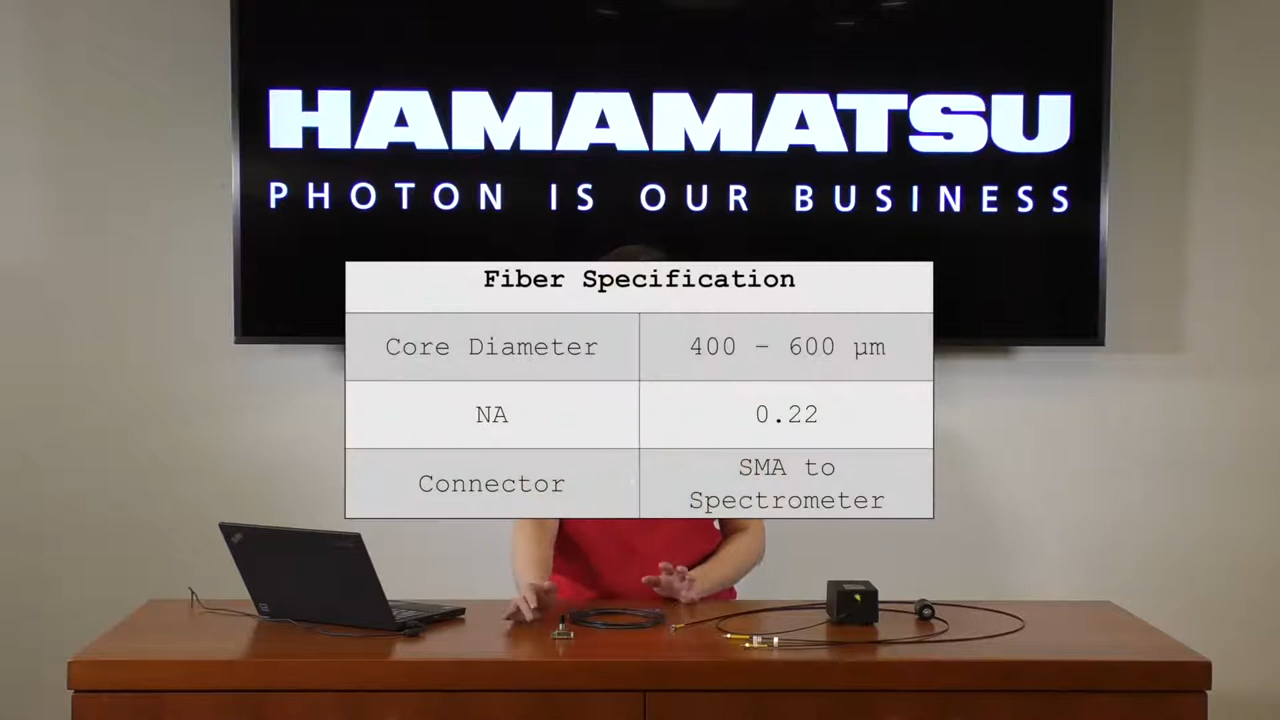 HAMAMATSU
PHOTON IS OUR BUSINESS
Fiber Specification
Core Diameter
400 – 600 µm
NA
0.22
Connector
SMA to
Spectrometer